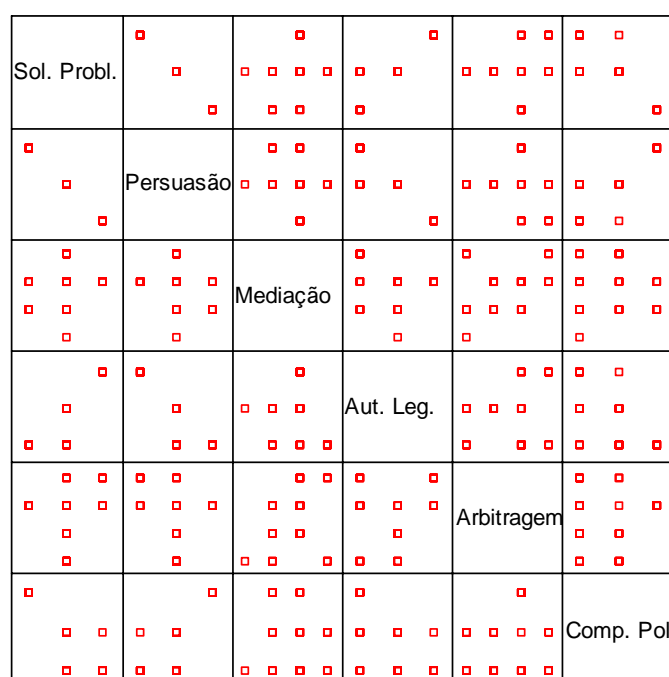 Sol. Probl.
Persuasão
Mediação
Aut. Leg.
Arbitragem
Comp. Pol